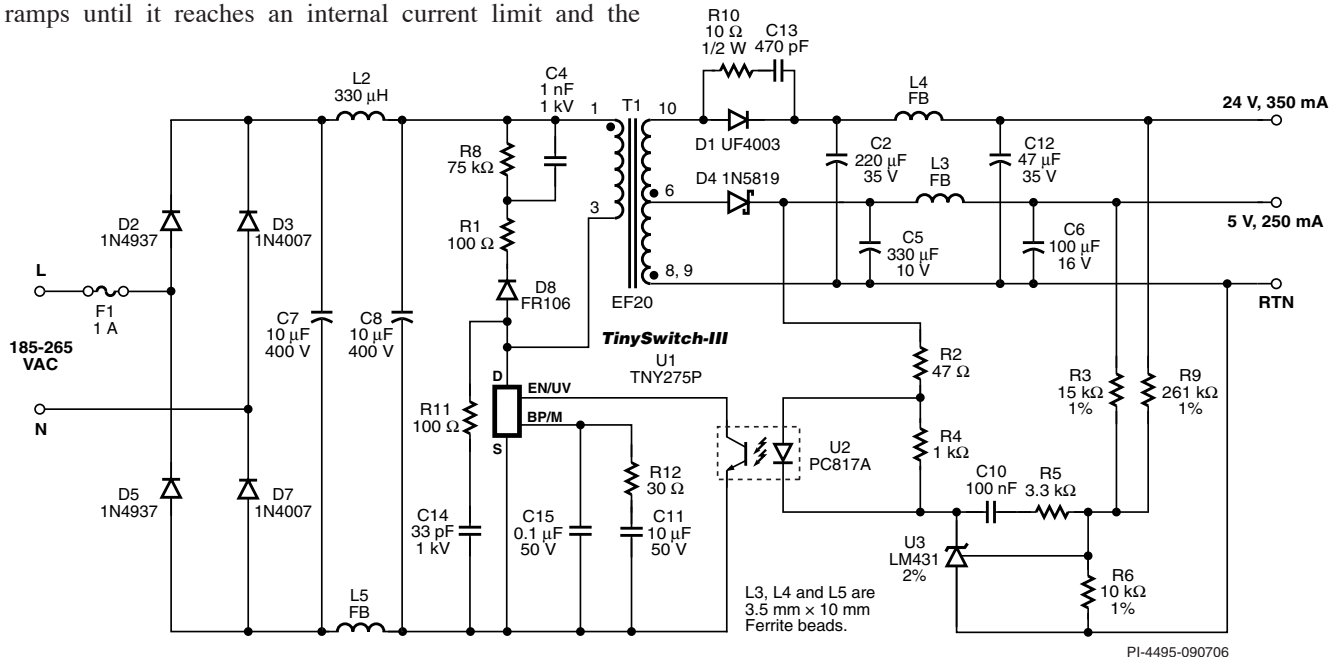 ramps until it reaches an internal current limit and the
R10
10 Ω
1/2 W
C13
470 pF
C4
1 nF
1 kV
L2
330 μH
1
T1
10
L4
FB
24 V, 350 mA
D1 UF4003
R8
75 kΩ
C2
220 μF
35 V
C12
47 μF
35 V
L3
FB
D4 1N5819
6
3
5 V, 250 mA
D2
1N4937
D3
1N4007
R1
100 Ω
C5
330 μF
10 V
C6
100 μF
16 V
8, 9
L
F1
1 A
D8
FR106
EF20
RTN
C7
10 μF
400 V
C8
10 μF
400 V
TinySwitch-III
U1
TNY275P
185-265
VAC
R2
47 Ω
R3
15 kΩ
1%
R9
261 kΩ
1%
D
EN/UV
BP/M
S
N
R11
100 Ω
U2
PC817A
R4
1 kΩ
R12
30 Ω
C10
100 nF
R5
3.3 kΩ
D5
1N4937
D7
1N4007
C14
33 pF
1 kV
C15
0.1 μF
50 V
C11
10 μF
50 V
U3
LM431
2%
R6
10 kΩ
1%
L5
FB
L3, L4 and L5 are
3.5 mm × 10 mm
Ferrite beads.
PI-4495-090706